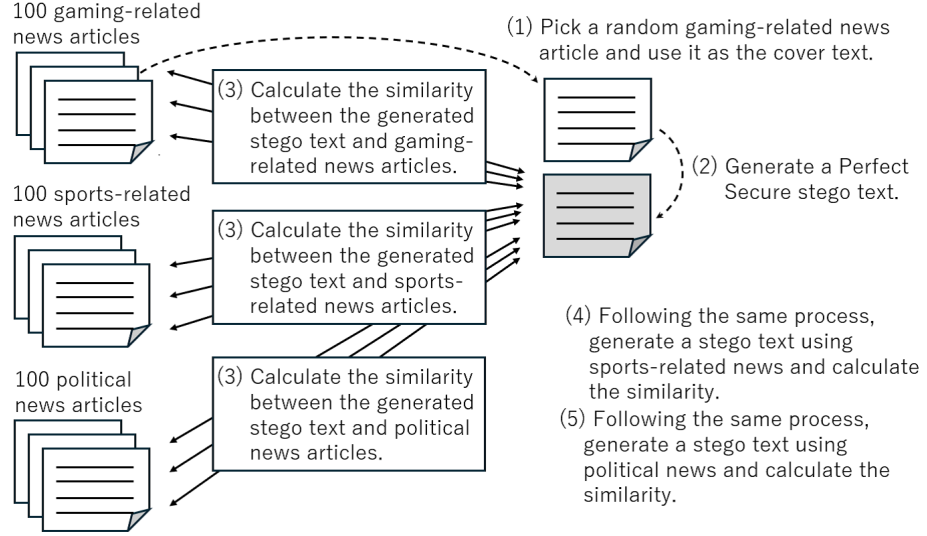 100 gaming-related
news articles
(1) Pick a random gaming-related news
article and use it as the cover text.
(3) Calculate the similarity
between the generated
stego text and gaming-
related news articles.
(2) Generate a Perfect
Secure stego text.
100 sports-related
news articles
(3) Calculate the similarity
between the generated
stego text and sports-
related news articles.
(4) Following the same process,
generate a stego text using
sports-related news and calculate
the similarity.
100 political
news articles
(3) Calculate the similarity
between the generated
stego text and political
news articles.
(5) Following the same process,
generate a stego text using
political news and calculate the
similarity.